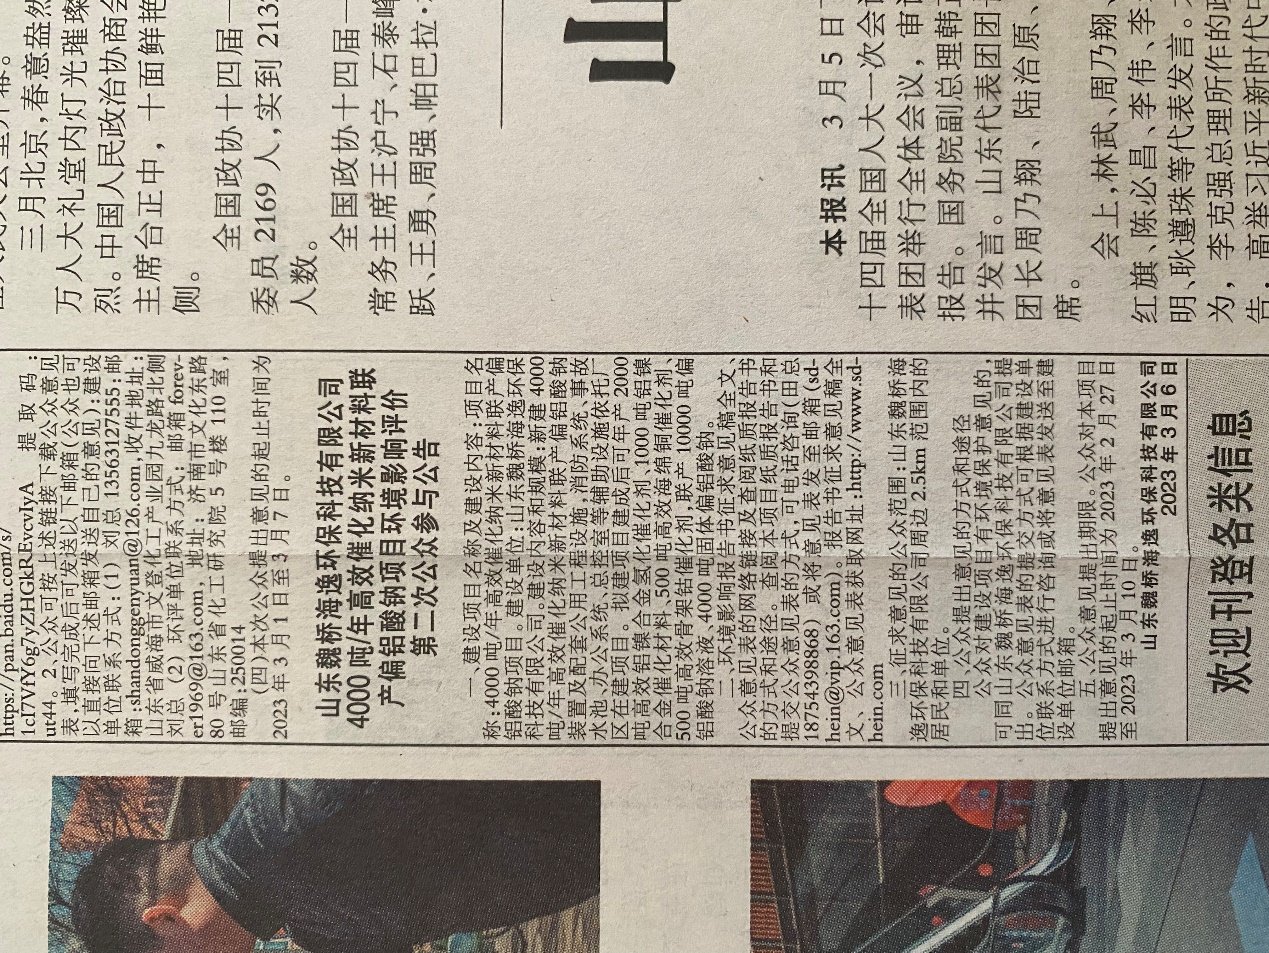 https://pan.baidu.com/s/
提取码:
ut44。2、公众可按上述链接下载公众意见
表,填写完成后可发送以下邮箱(公众也可
以直接向下述邮箱发送自己的意见);建设
单位联系方式:(1)刘总 13563127555;邮
箱:shandonggenyuan@126.com,收件地址:
山东省威海市文登化工产业园九龙路北侧
刘总(2)环评单位联系方式:邮箱 forev-
er1969@163.com,地址:济南市文化东路
80 号山东省化工研究院 5 号楼 110 室,
邮编:250014
(四)本次公众提出意见的起止时间为
2023 年 3 月 1 日至 3 月 7 日。
山东魏桥海逸环保科技有限公司
4000 吨/年高效催化纳米新材料联
产偏铝酸钠项目环境影响评价
第二次公众参与公告
一、建设项目名称及建设内容:项目名
称:4000 吨/年高效催化纳米新材料联产偏
铝酸钠项目。建设单位:山东魏桥海逸环保
科技有限公司。建设内容和规模:新建 4000
吨/年高效催化纳米新材料联产偏铝酸钠
装置及配套公用工程设施,消防系统、事故
水池、办公系统、总控室等辅助设施依托厂
区在建项目。拟建项目建成后可年产 2000
吨高效铝镍合金氢化催化剂,1000 吨铝镍
合金催化材料、500 吨高效海绵铜催化剂、
500 吨高效骨架钴催化剂,联产 10000 吨偏
铝酸钠溶液、4000 吨固体偏铝酸钠。
二、环境影响报告书征求意见稿全文、
公众意见表的网络链接及查阅纸质报告书
的方式和途径。查阅本项目纸质报告书和
提交公众意见表的方式,可电话咨询(田总
18754398868)或将意见表发至邮箱(sd-
hein@vip.163.com)。报告书征求意见稿全
文、公众意见表获取网址:http://www.sd-
hein.com
三、征求意见的公众范围:山东魏桥海
逸环保科技有限公司周边 2.5km 范围内的
居民和单位。
四、公众提出意见的方式和途径
公众对建设项目有环境保护意见的,
可同山东魏桥海逸环保科技有限公司提
出。公众意见表的提交方式可根据建设单
位联系方式进行咨询或将意见表发送至建
设单位邮箱。
五、公众意见提出期限。公众对本项目
提出意见的起止时间为 2023 年 2 月 27 日
至 2023 年 3 月 10 日。
山东魏桥海逸环保科技有限公司
2023 年 3 月 6 日
欢迎刊登各类信息
三月北京,春意盎然
万人大礼堂内灯光璀璨
烈。中国人民政治协商会
主席台正中,十面鲜艳
侧。
全国政协十四届一
委员 2169 人,实到 213
人数。
全国政协十四届一
常务主席王沪宁、石泰峰
跃、王勇、周强、帕巴拉·
山
本报讯 3 月 5 日
十四届全国人大一次会议
表团举行全体会议,审议
报告。国务院副总理韩正
并发言。山东代表团团长
团长周乃翔、陆治原、
席。
会上,林武、周乃翔、
红旗、陈必昌、李伟、李
明、耿遵珠等代表发言。
为,李克强总理所作的政
告,高举习近平新时代中